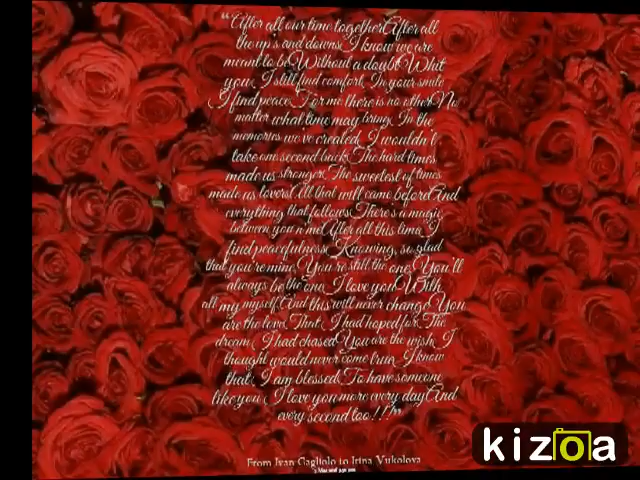 “After all our time together.After all
the up's and downs. I know we are
meant to be.Without a doubt. Whit
you. I still find comfort. In your smile
I find peace. For me there is no other.No
matter what time may bring. In the
memories we've created. I wouldn't
take one second back. The hard times
made us stronger. The sweetest of times
made us lovers.All that will came before.And
everything that follows. There's a magic
between you n me.After all this time. I
find peacefulness. Knowing, so glad
that you're mine. You're still the one. You'll
always be the one. I love you. With
all my myself.And this will never change.You
are the love. That I had hoped for. The
dream. I had chased.You are the wish. I
thought would never come true. I know
that. I am blessed. To have someone
like you. I love you more every day.And
every second too.!!!”
From Ivan Gagliolo to Irina Vukolova
kizoa